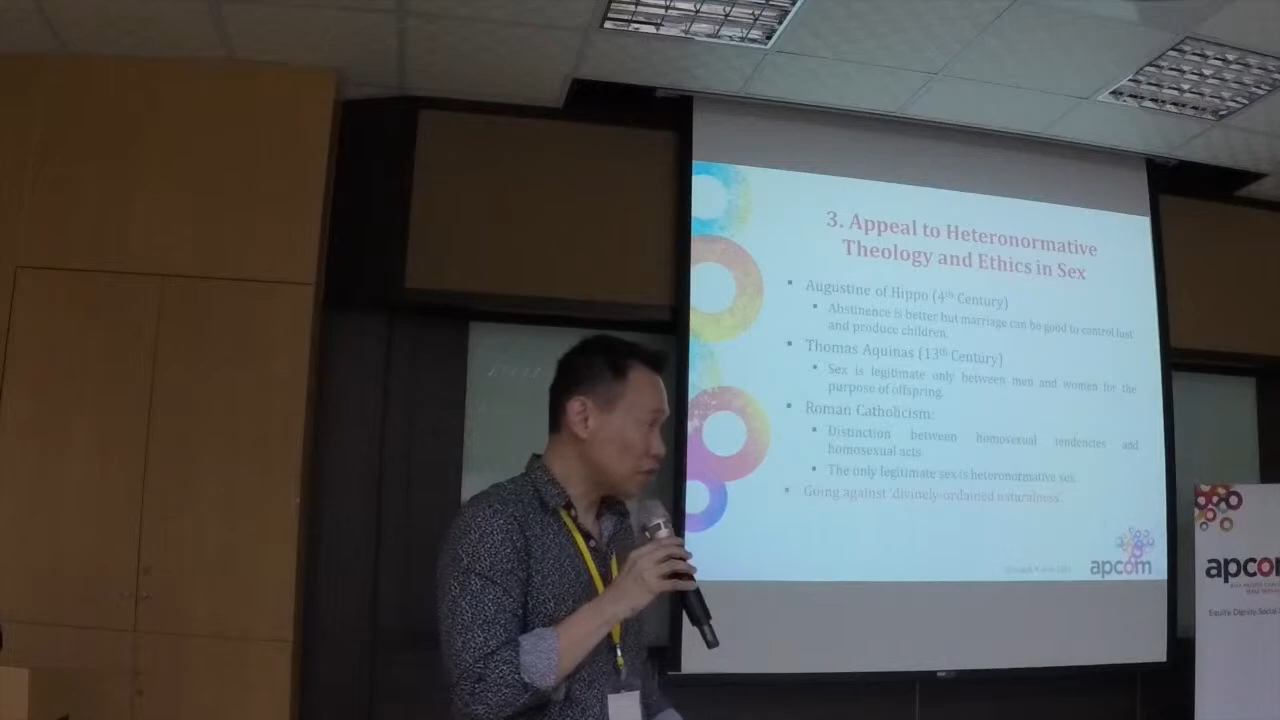 3. Appeal to Heteronormative
Theology and Ethics in Sex
▪ Augustine of Hippo (4th Century)
▪ Abstinence is better but marriage can be good to control lust
and produce children.
▪ Thomas Aquinas (13th Century)
▪ Sex is legitimate only between men and women for the
purpose of offspring.
▪ Roman Catholicism:
▪ Distinction between homosexual tendencies and
homosexual acts
▪ The only legitimate sex is heteronormative sex.
▪ Going against 'divinely-ordained naturalness'
apcom
apcom
Equity. Dignity. Social